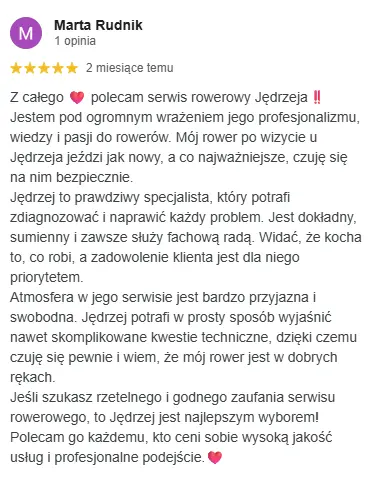 M
Marta Rudnik
1 opinia
★★★★★ 2 miesiące temu
Z całego ❤️ polecam serwis rowerowy Jędrzeja‼️
Jestem pod ogromnym wrażeniem jego profesjonalizmu,
wiedzy i pasji do rowerów. Mój rower po wizycie u
Jędrzeja jeździ jak nowy, a co najważniejsze, czuję się
na nim bezpiecznie.
Jędrzej to prawdziwy specjalista, który potrafi
zdiagnozować i naprawić każdy problem. Jest dokładny,
sumienny i zawsze służy fachową radą. Widać, że kocha
to, co robi, a zadowolenie klienta jest dla niego
priorytetem.
Atmosfera w jego serwisie jest bardzo przyjazna i
swobodna. Jędrzej potrafi w prosty sposób wyjaśnić
nawet skomplikowane kwestie techniczne, dzięki czemu
czuję się pewnie i wiem, że mój rower jest w dobrych
rękach.
Jeśli szukasz rzetelnego i godnego zaufania serwisu
rowerowego, to Jędrzej jest najlepszym wyborem!
Polecam go każdemu, kto ceni sobie wysoką jakość
usług i profesjonalne podejście.❤️